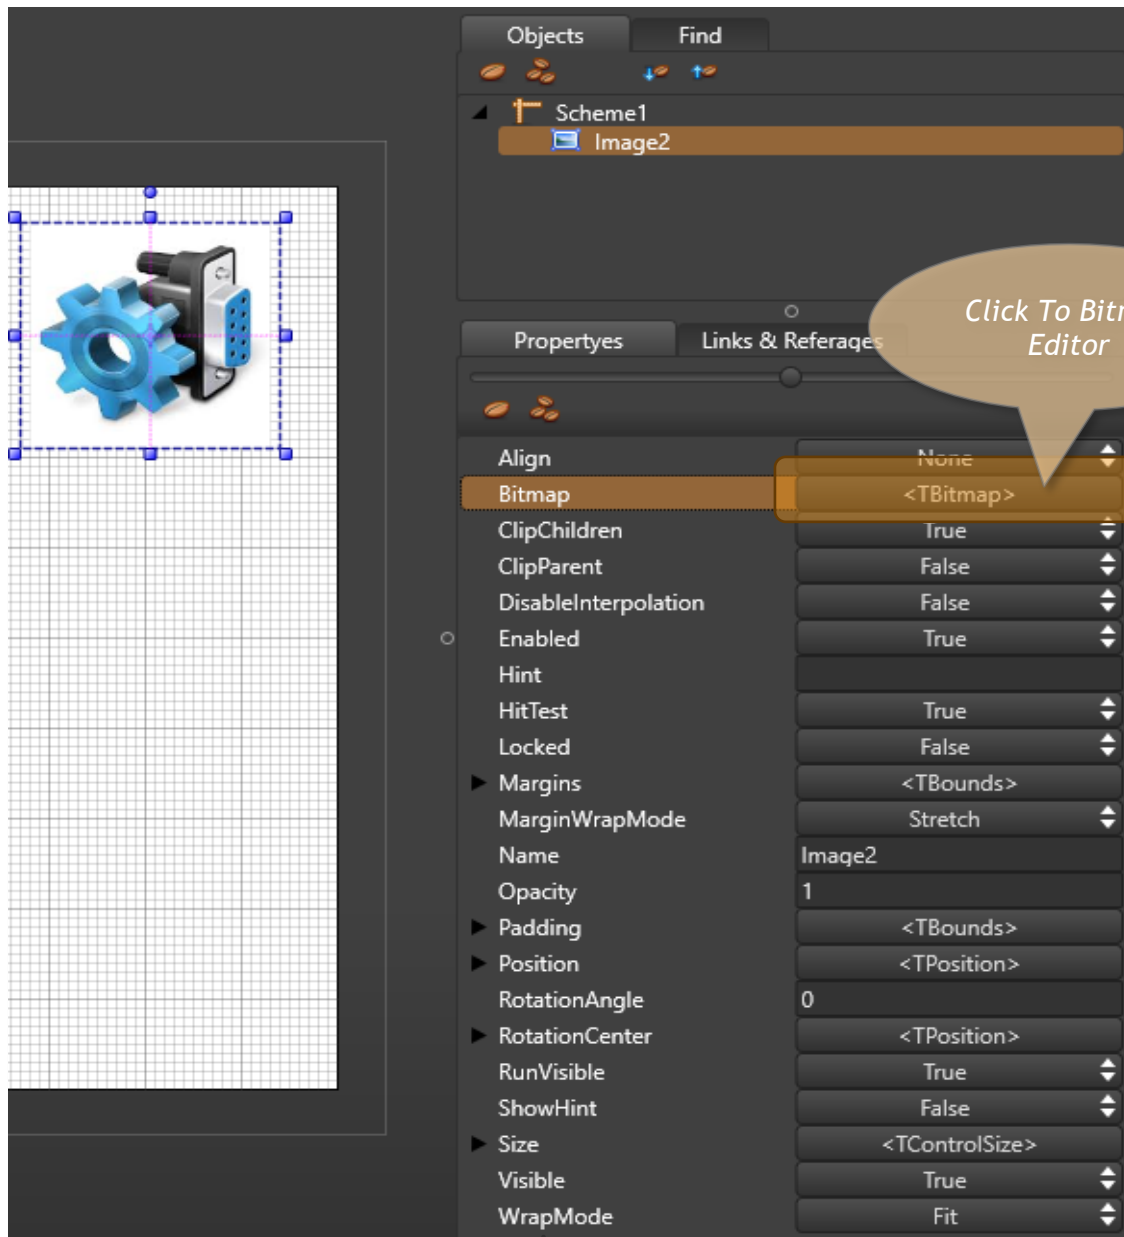 Objects Find
Scheme1
Image2
Click To
Editor
Propertyes Links & Referages
Align None
Bitmap <TBitmap>
ClipChildren True
ClipParent False
DisableInterpolation False
Enabled True
Hint
HitTest True
Locked False
Margins <TBounds>
MarginWrapMode Stretch
Name Image2
Opacity 1
Padding <TBounds>
Position <TPosition>
RotationAngle 0
RotationCenter <TPosition>
RunVisible True
ShowHint False
Size <TControlSize>
Visible True
WrapMode Fit